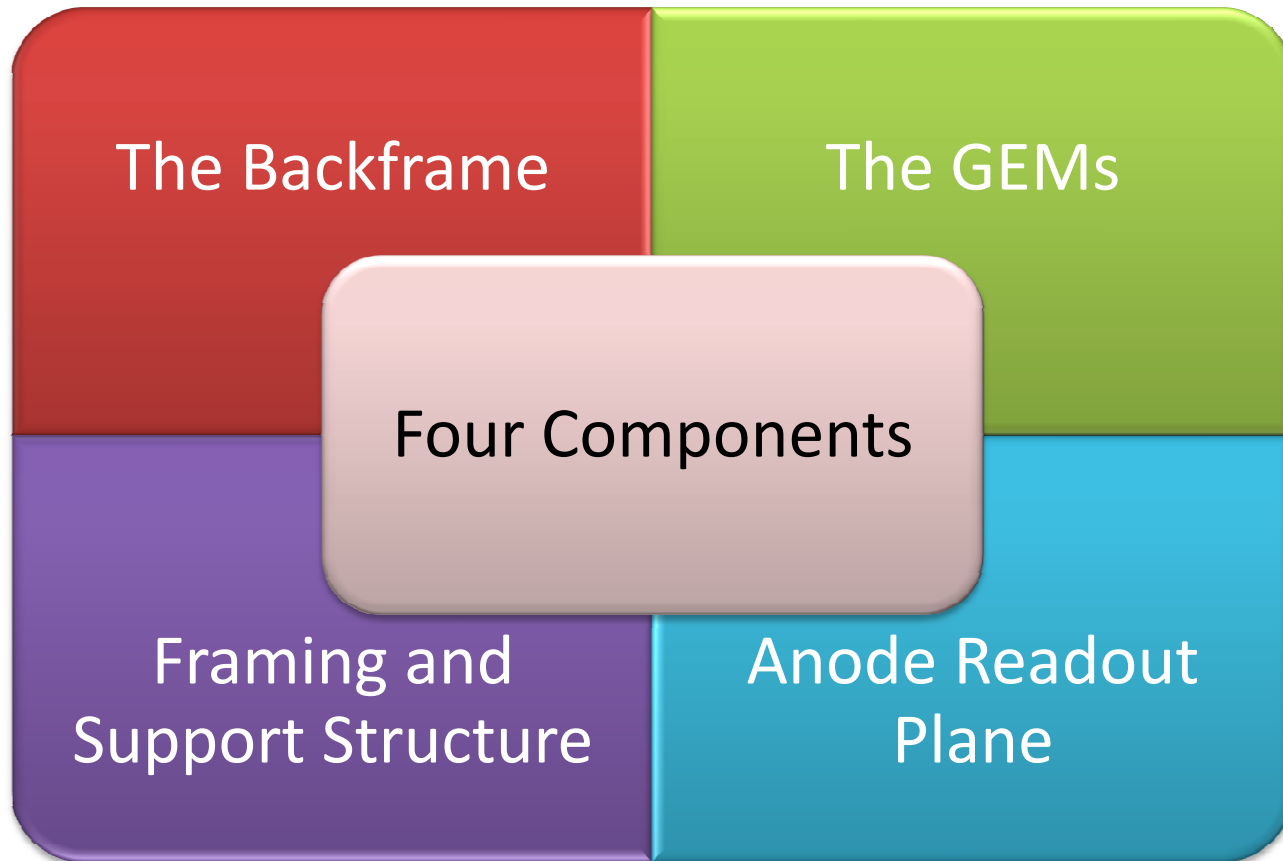 The Backframe
The GEMs
Four Components
Framing and
Support Structure
Anode Readout
Plane